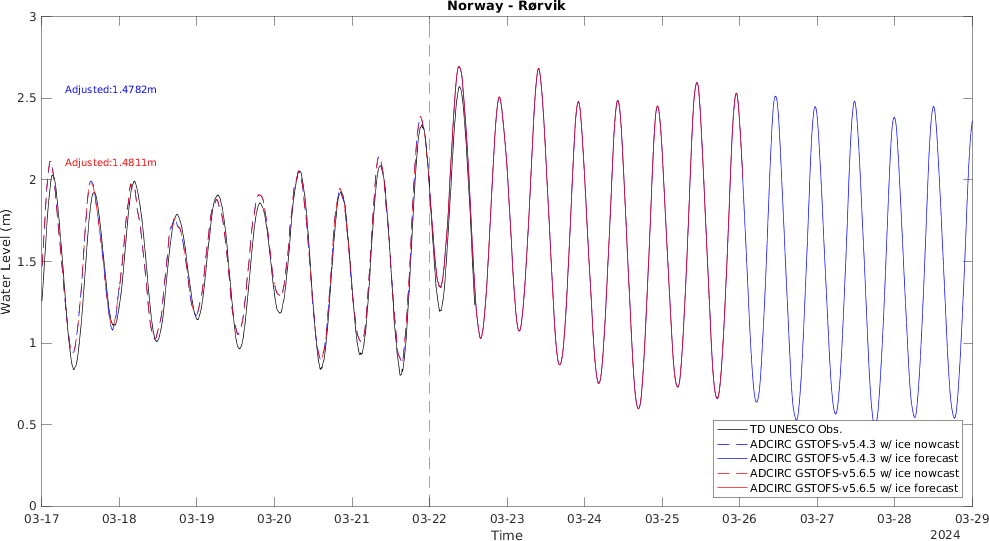 Norway - Rørvik
3
2.5
2
1.5
1
0.5
0
Water Level (m)
Adjusted:1.4782m
Adjusted:1.4811m
TD UNESCO Obs.
ADCIRC GSTOFS-v5.4.3 w/ ice nowcast
ADCIRC GSTOFS-v5.4.3 w/ ice forecast
ADCIRC GSTOFS-v5.6.5 w/ ice nowcast
ADCIRC GSTOFS-v5.6.5 w/ ice forecast
03-17 03-18 03-19 03-20 03-21 03-22 03-23 03-24 03-25 03-26 03-27 03-28 03-29
Time
2024